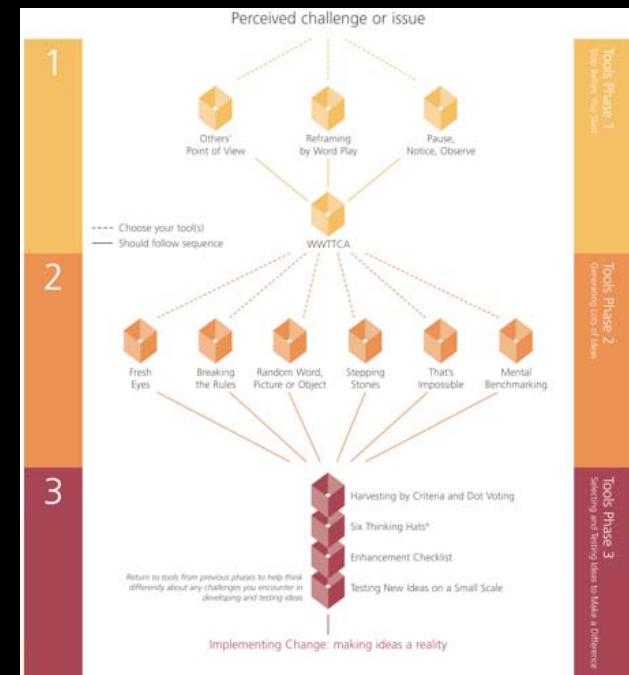 Perceived challenge or issue
1
Tools Phase 1
Stop Before You Start
Others'
Point of View
Reframing
by Word Play
Pause,
Notice, Observe
Choose your tool(s)
Should follow sequence
WWTTCA
2
Tools Phase 2
Generating Lots of Ideas
Fresh
Eyes
Breaking
the Rules
Random Word,
Picture or Object
Stepping
Stones
That's
Impossible
Mental
Benchmarking
3
Tools Phase 3
Selecting and Testing Ideas to Make a Difference
Harvesting by Criteria and Dot Voting
Six Thinking Hats®
Enhancement Checklist
Testing New Ideas on a Small Scale
Return to tools from previous phases to help think
differently about any challenges you encounter in
developing and testing ideas
Implementing Change: making ideas a reality